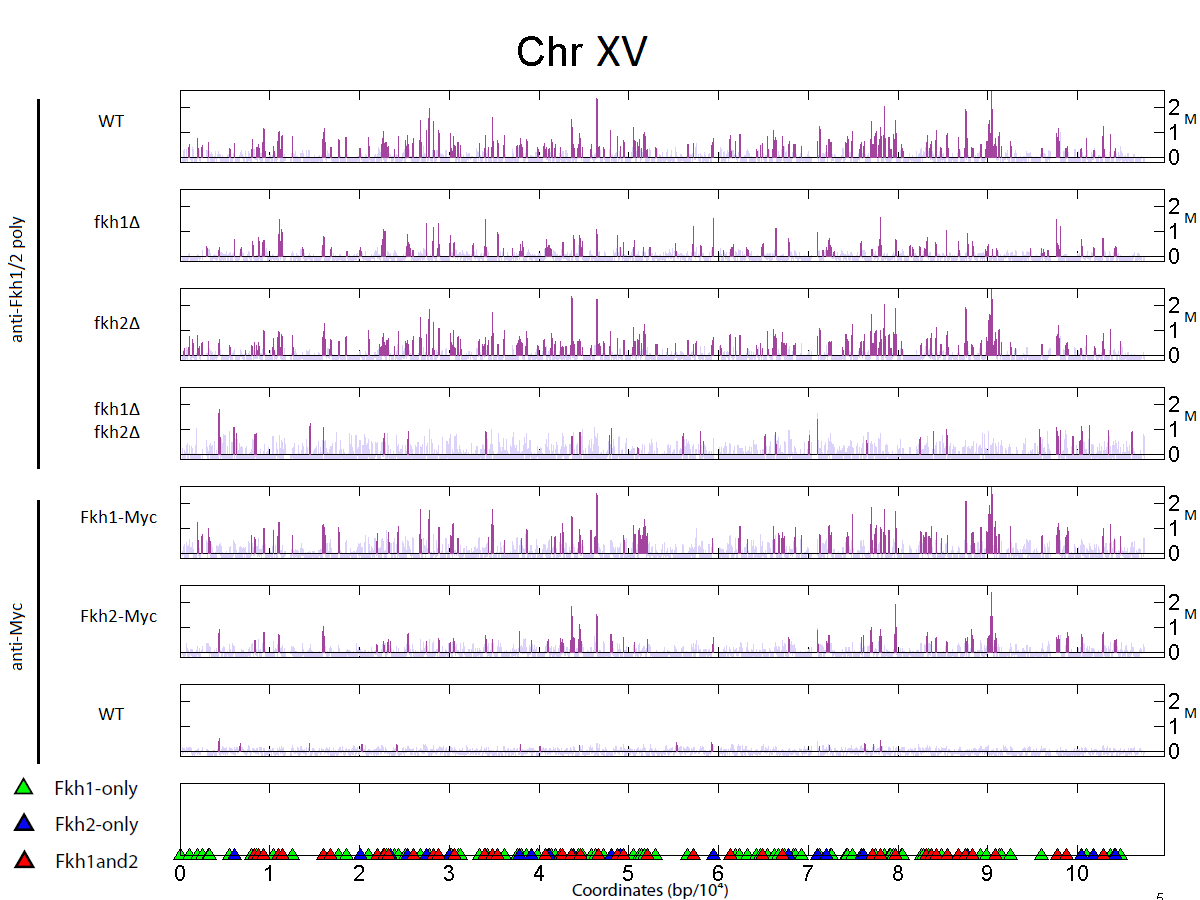 Chr XV
anti-Fkh1/2 poly
WT
2
1
0
M
fkh1Δ
2
1
0
M
fkh2Δ
2
1
0
M
fkh1Δ
fkh2Δ
2
1
0
M
anti-Myc
Fkh1-Myc
2
1
0
M
Fkh2-Myc
2
1
0
M
WT
2
1
0
M
Fkh1-only
Fkh2-only
Fkh1and2
0 1 2 3 4 5 6 7 8 9 10
Coordinates (bp/10⁴)